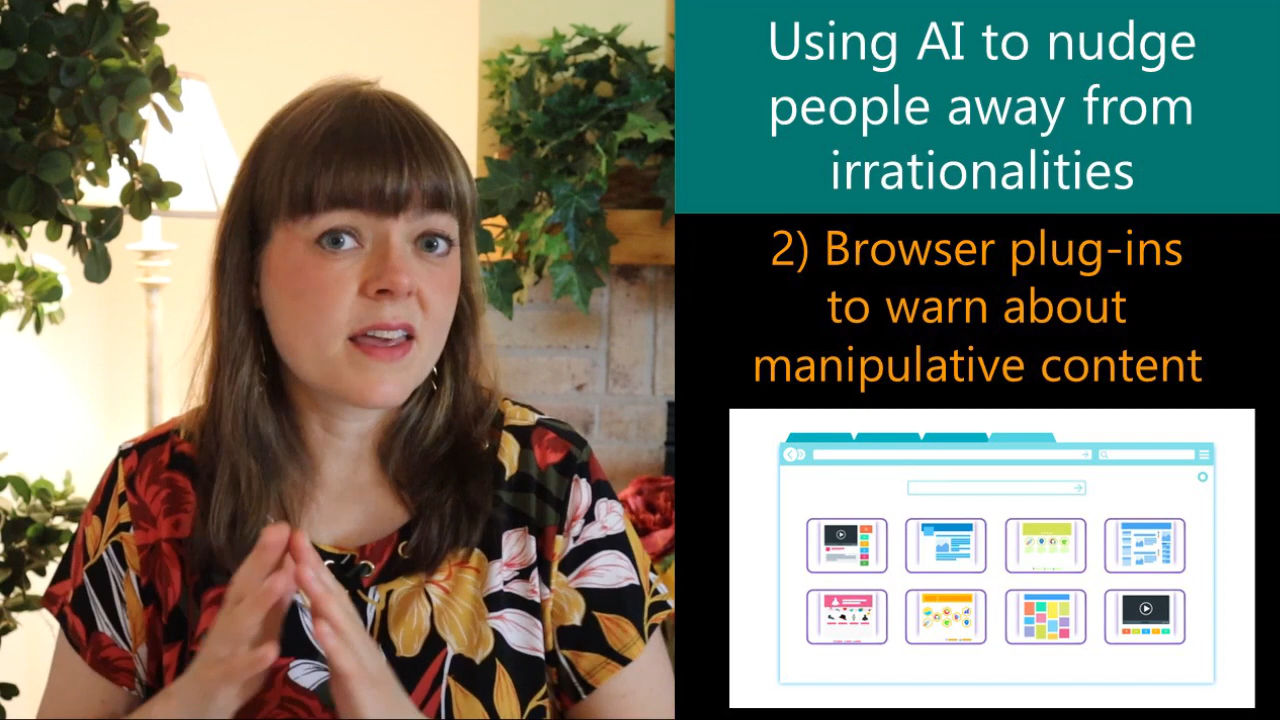 Using AI to nudge
people away from
irrationalities
2) Browser plug-ins
to warn about
manipulative content